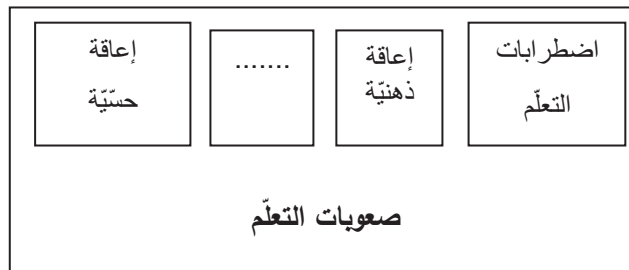 اضطرابات
التعلّم
إعاقة
ذهنيّة
.......
إعاقة
حسّيّة
صعوبات التعلّم